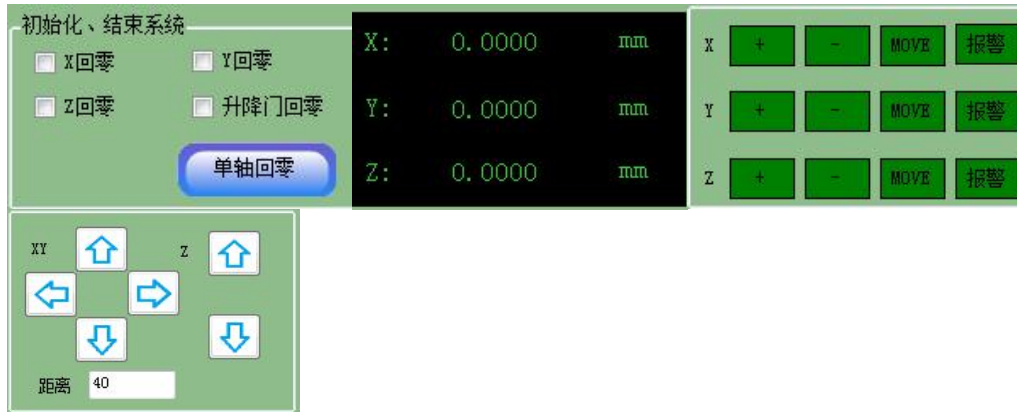 初始化、结束系统
X回零 Y回零
Z回零 升降门回零
单轴回零
X: 0.0000 mm
Y: 0.0000 mm
Z: 0.0000 mm
X + - MOVE 报警
Y + - MOVE 报警
Z + - MOVE 报警
XY Z
距离 40